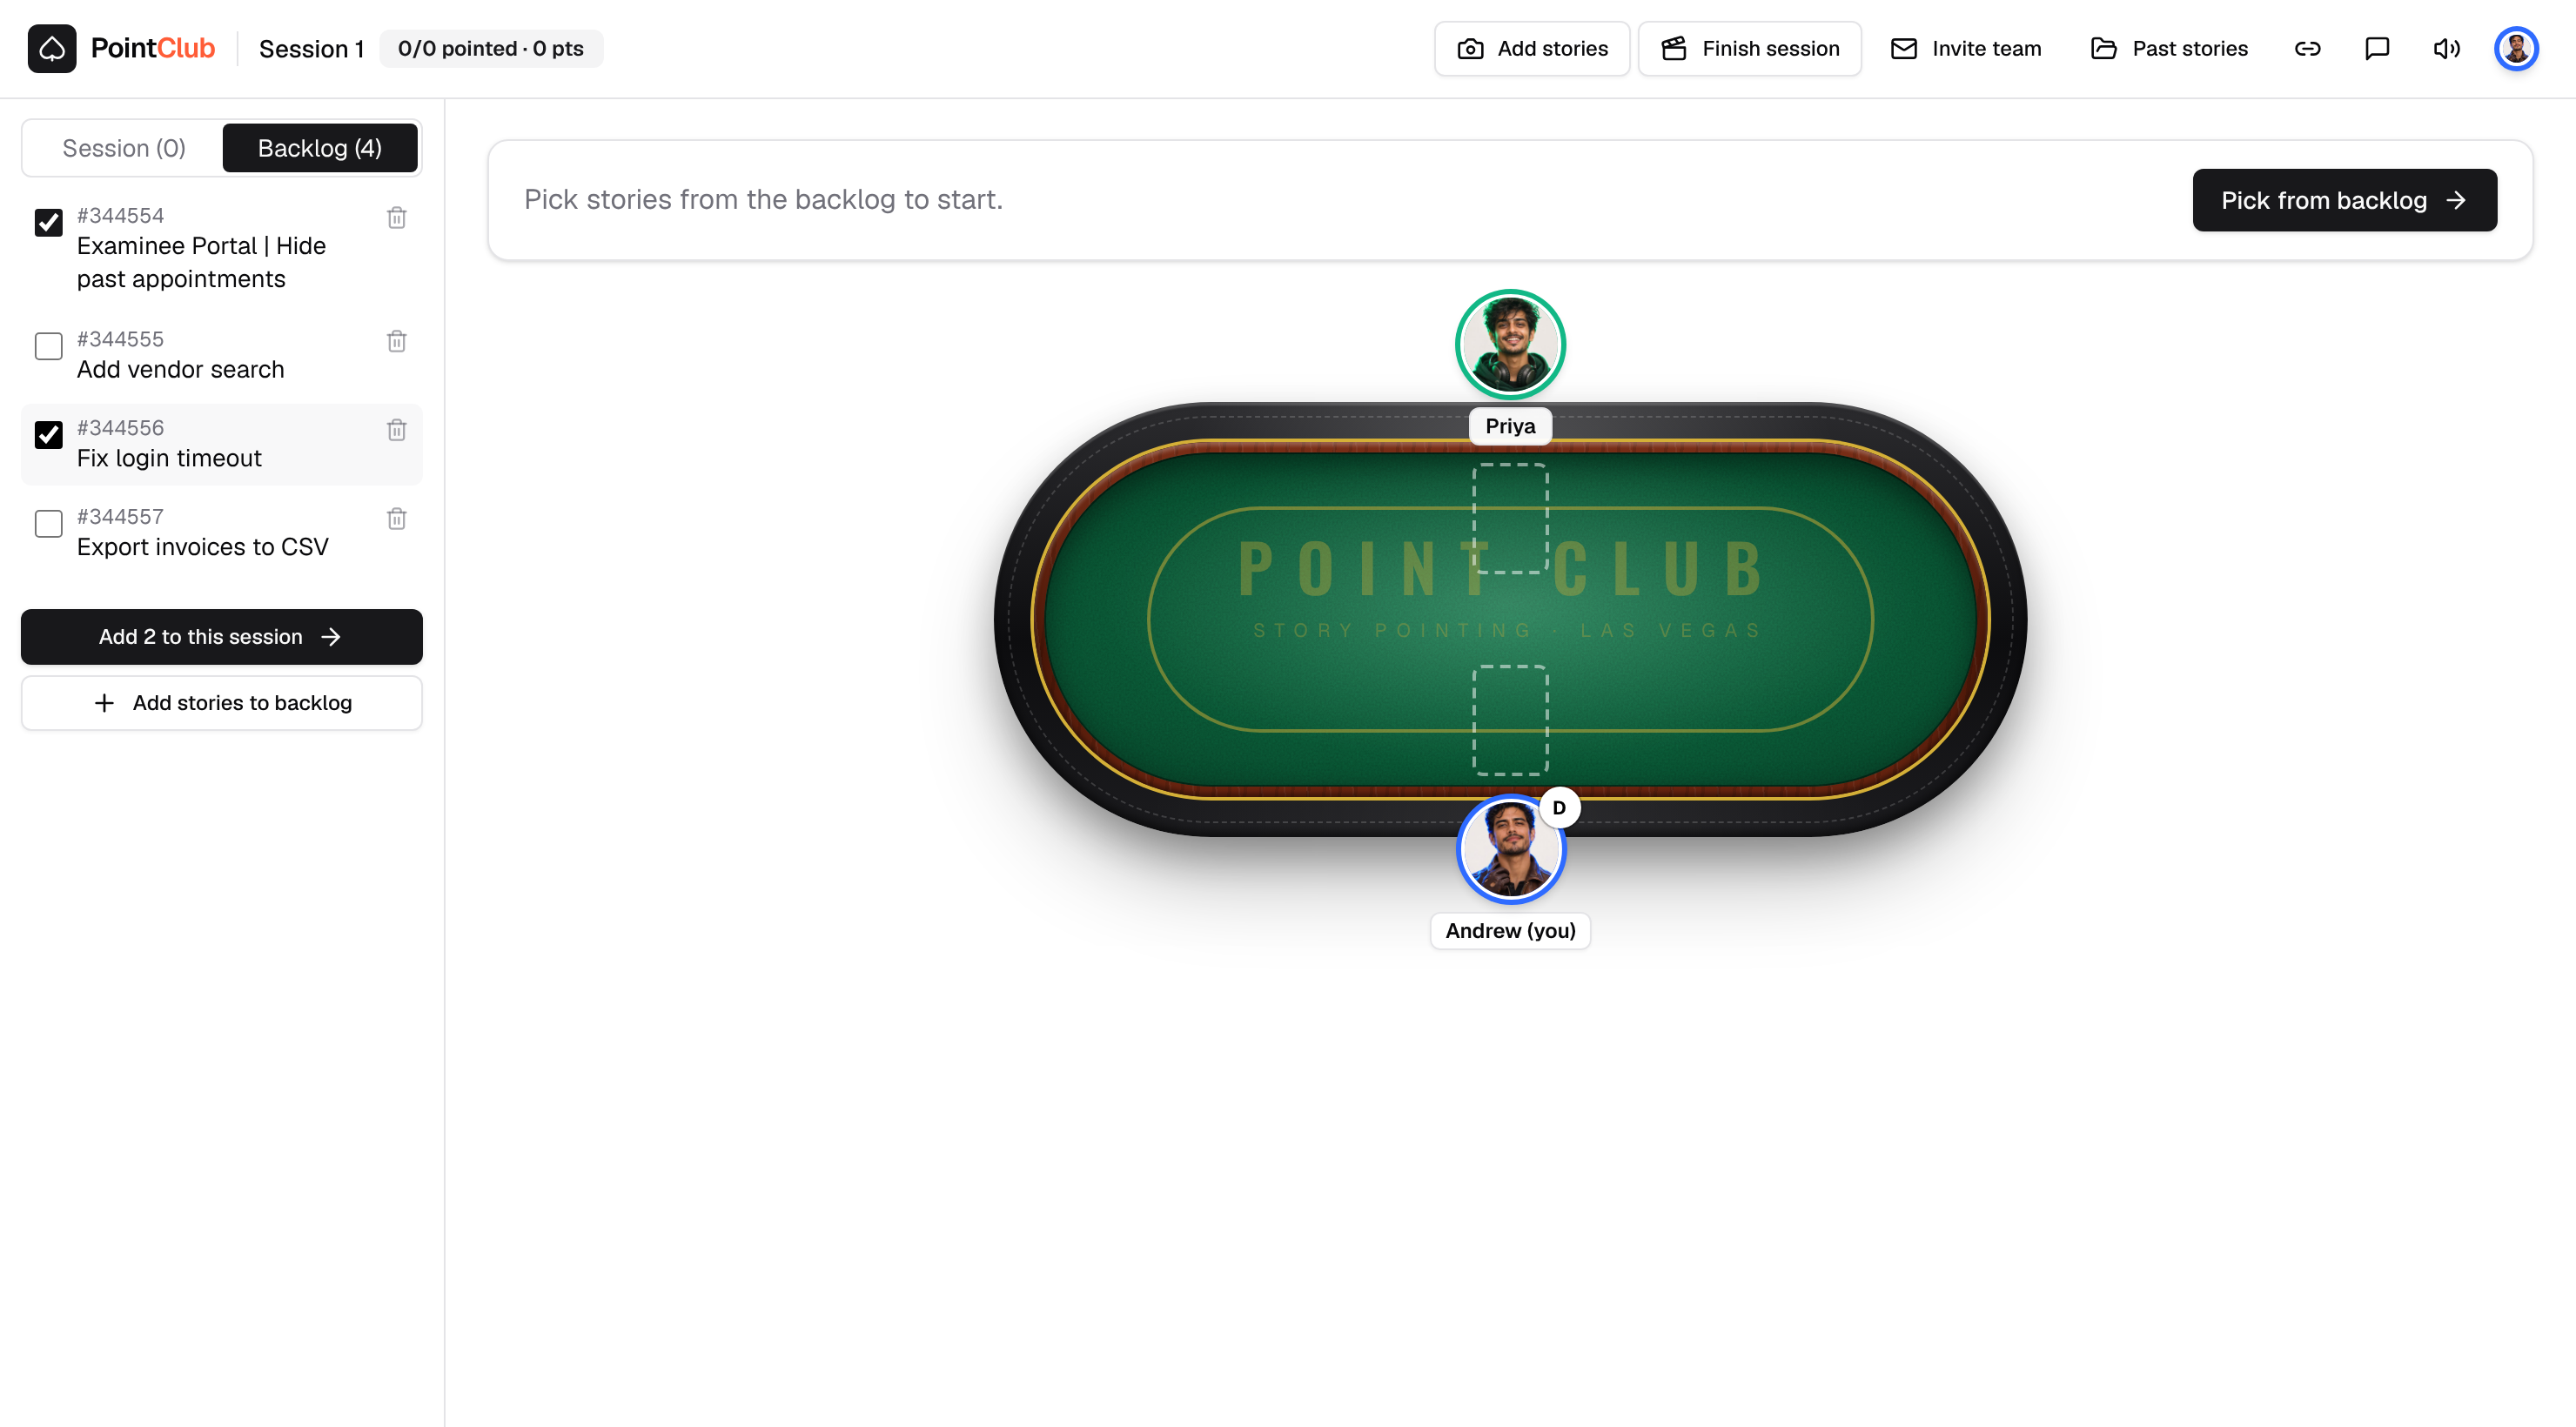 PointClub
Session 1
0/0 pointed · 0 pts
Add stories
Finish session
Invite team
Past stories
Session (0)
Backlog (4)
#344554
Examinee Portal | Hide
past appointments
#344555
Add vendor search
#344556
Fix login timeout
#344557
Export invoices to CSV
Add 2 to this session
Add stories to backlog
Pick stories from the backlog to start.
Pick from backlog
Priya
POINT CLUB
STORY POINTING · LAS VEGAS
D
Andrew (you)